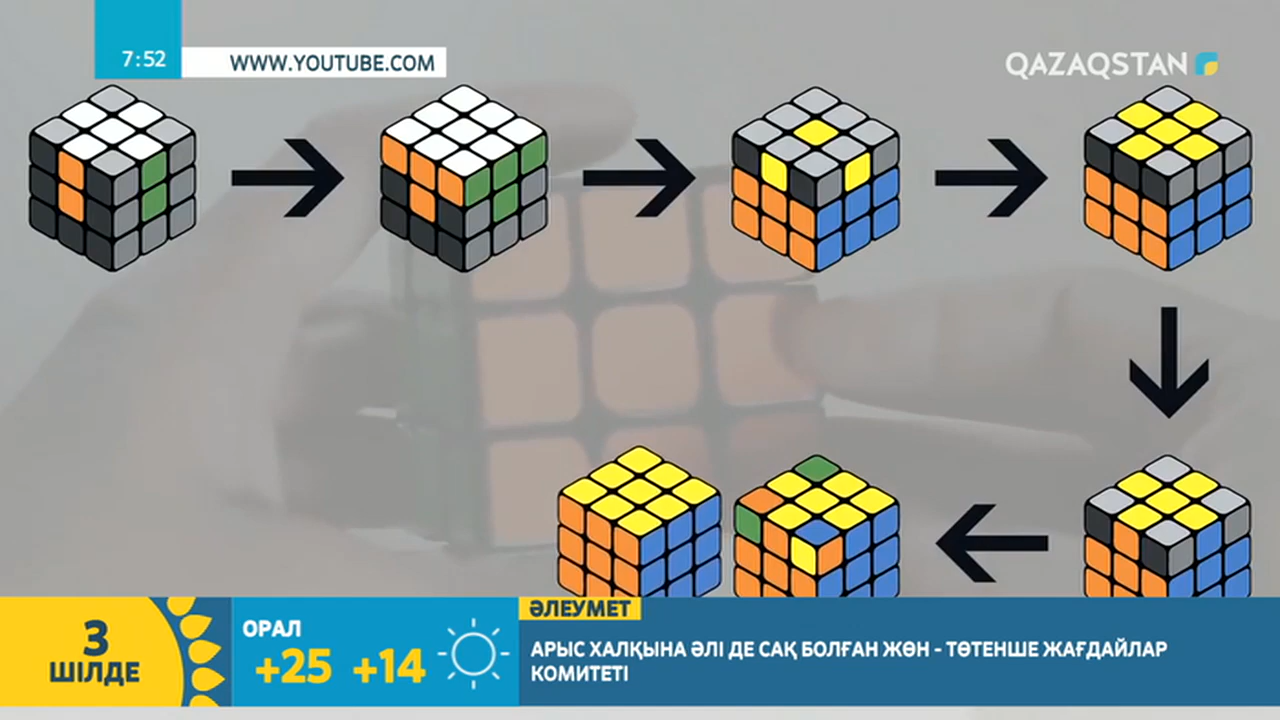 7:52
WWW.YOUTUBE.COM
QAZAQSTAN
3
ШІЛДЕ
ОРАЛ
+25 +14
ӘЛЕУМЕТ
АРЫС ХАЛҚЫНА ӘЛІ ДЕ САҚ БОЛҒАН ЖӨН - ТӨТЕНШЕ ЖАҒДАЙЛАР
КОМИТЕТІ